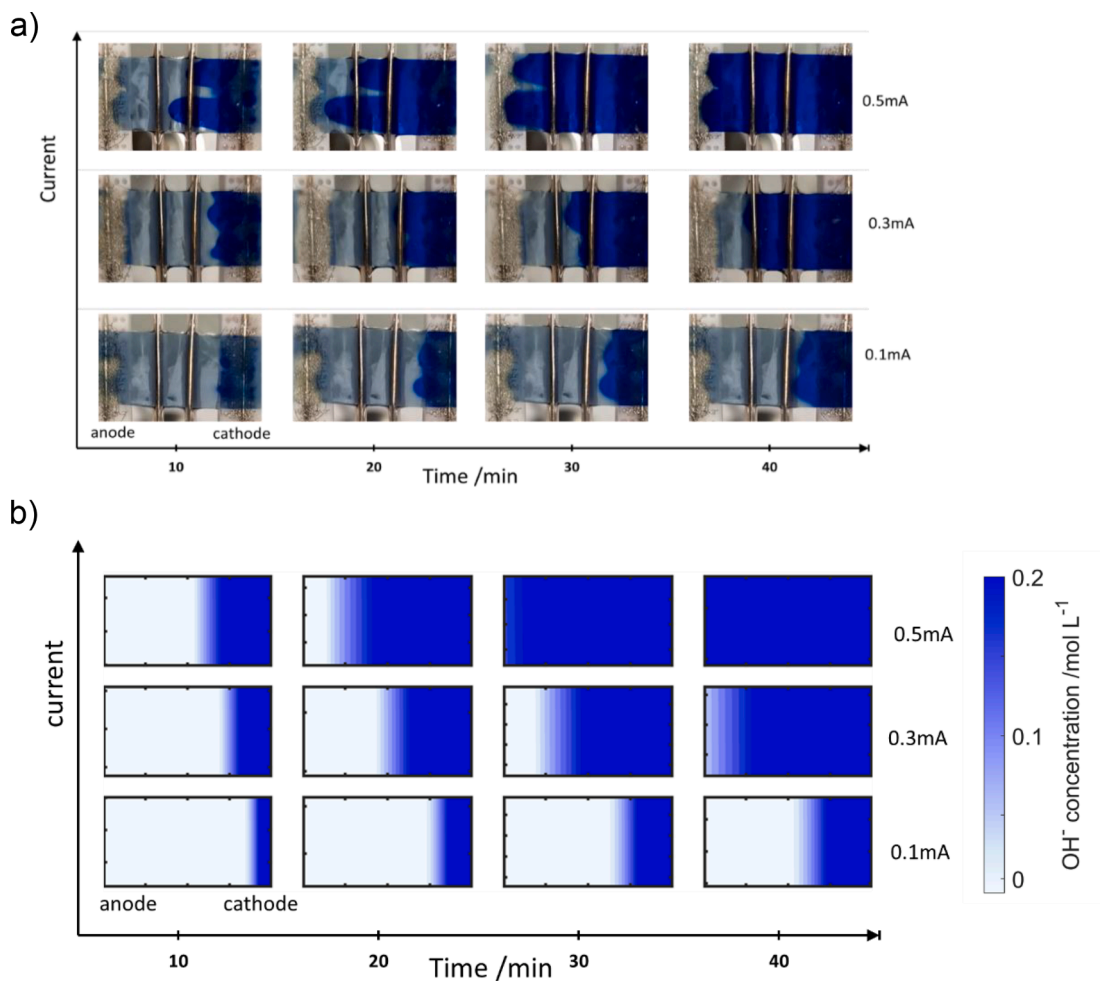 a)
Current
0.5mA
0.3mA
0.1mA
anode cathode
10 20 30 40
Time /min
b)
current
0.5mA
0.3mA
0.1mA
anode cathode
10 20 30 40
Time /min
0.2
0.1
0
OH⁻ concentration /mol L⁻¹